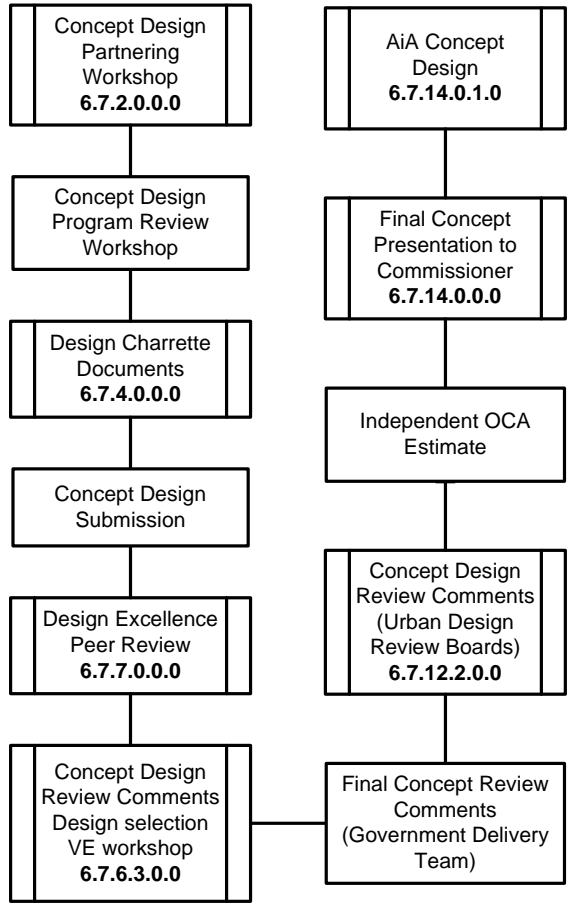 Concept Design
Partnering
Workshop
6.7.2.0.0.0
Concept Design
Program Review
Workshop
Design Charrette
Documents
6.7.4.0.0.0
Concept Design
Submission
Design Excellence
Peer Review
6.7.7.0.0.0
Concept Design
Review Comments
Design selection
VE workshop
6.7.6.3.0.0
AiA Concept
Design
6.7.14.0.1.0
Final Concept
Presentation to
Commissioner
6.7.14.0.0.0
Independent OCA
Estimate
Concept Design
Review Comments
(Urban Design
Review Boards)
6.7.12.2.0.0
Final Concept Review
Comments
(Government Delivery
Team)